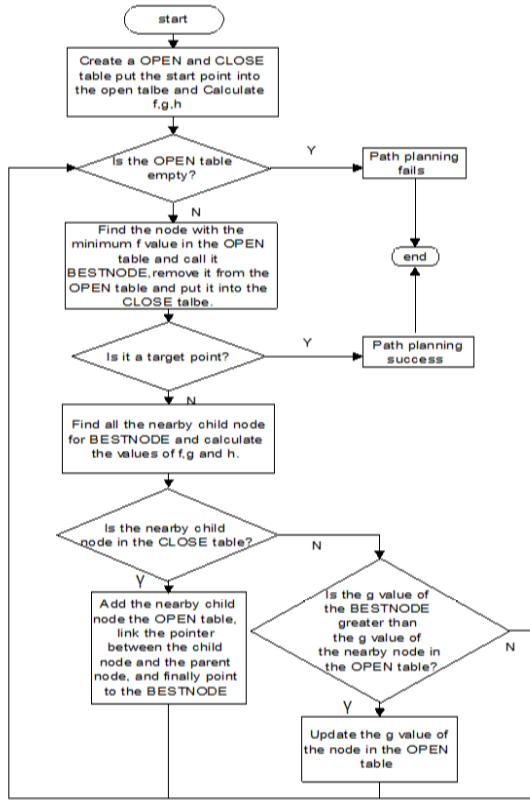 start
Create a OPEN and CLOSE
table put the start point into
the open talbe and Calculate
f,g,h
Is the OPEN table
empty?
Y
Path planning
fails
N
Find the node with the
minimum f value in the OPEN
table and call it
BESTNODE,remove it from the
OPEN table and put it into the
CLOSE talbe.
end
Is it a target point?
Y
Path planning
success
N
Find all the nearby child node
for BESTNODE and calculate
the values of f,g and h.
Is the nearby child
node in the CLOSE table?
N
Y
Add the nearby child
node the OPEN table,
link the pointer
between the child
node and the parent
node, and finally point
to the BESTNODE
Is the g value of
the BESTNODE
greater than
the g value of
the nearby node in
the OPEN table?
N
Y
Update the g value of
the node in the OPEN
table